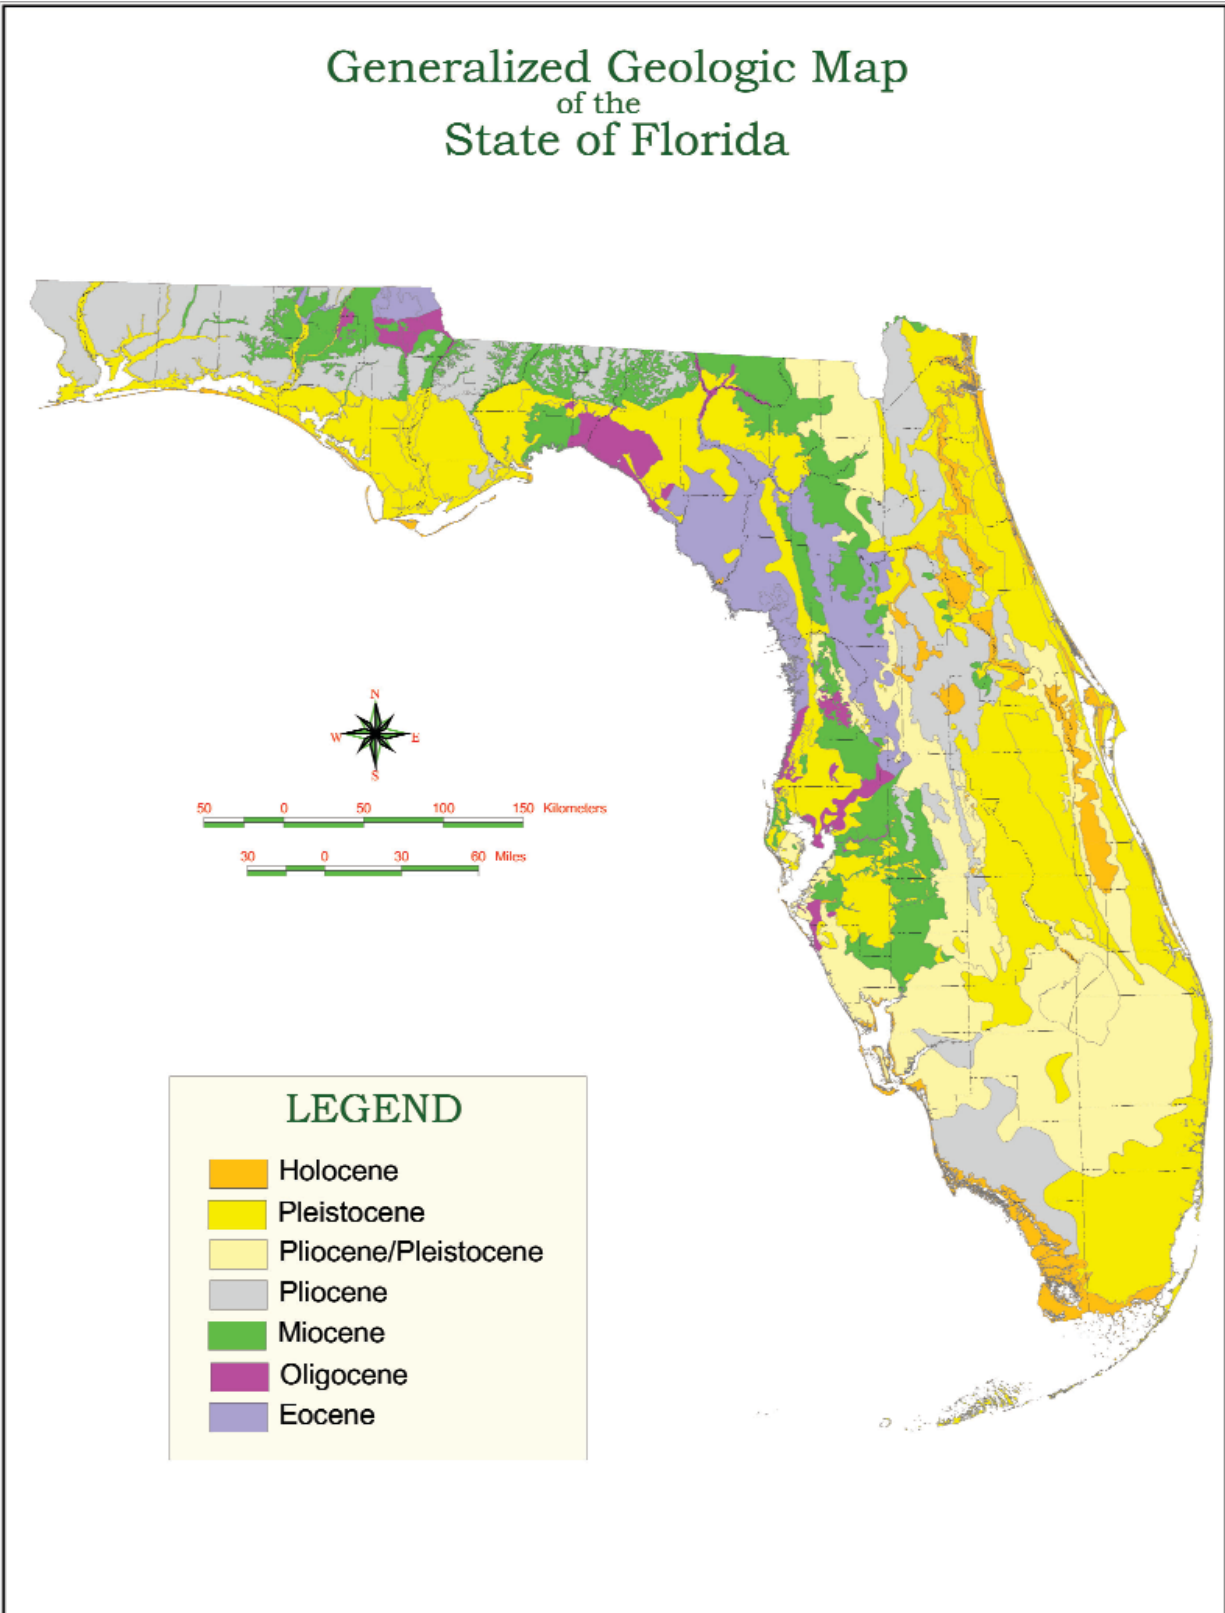 Generalized Geologic Map
of the
State of Florida
N
W E
S
50 0 50 100 150 Kilometers
30 0 30 60 Miles
LEGEND
Holocene
Pleistocene
Pliocene/Pleistocene
Pliocene
Miocene
Oligocene
Eocene